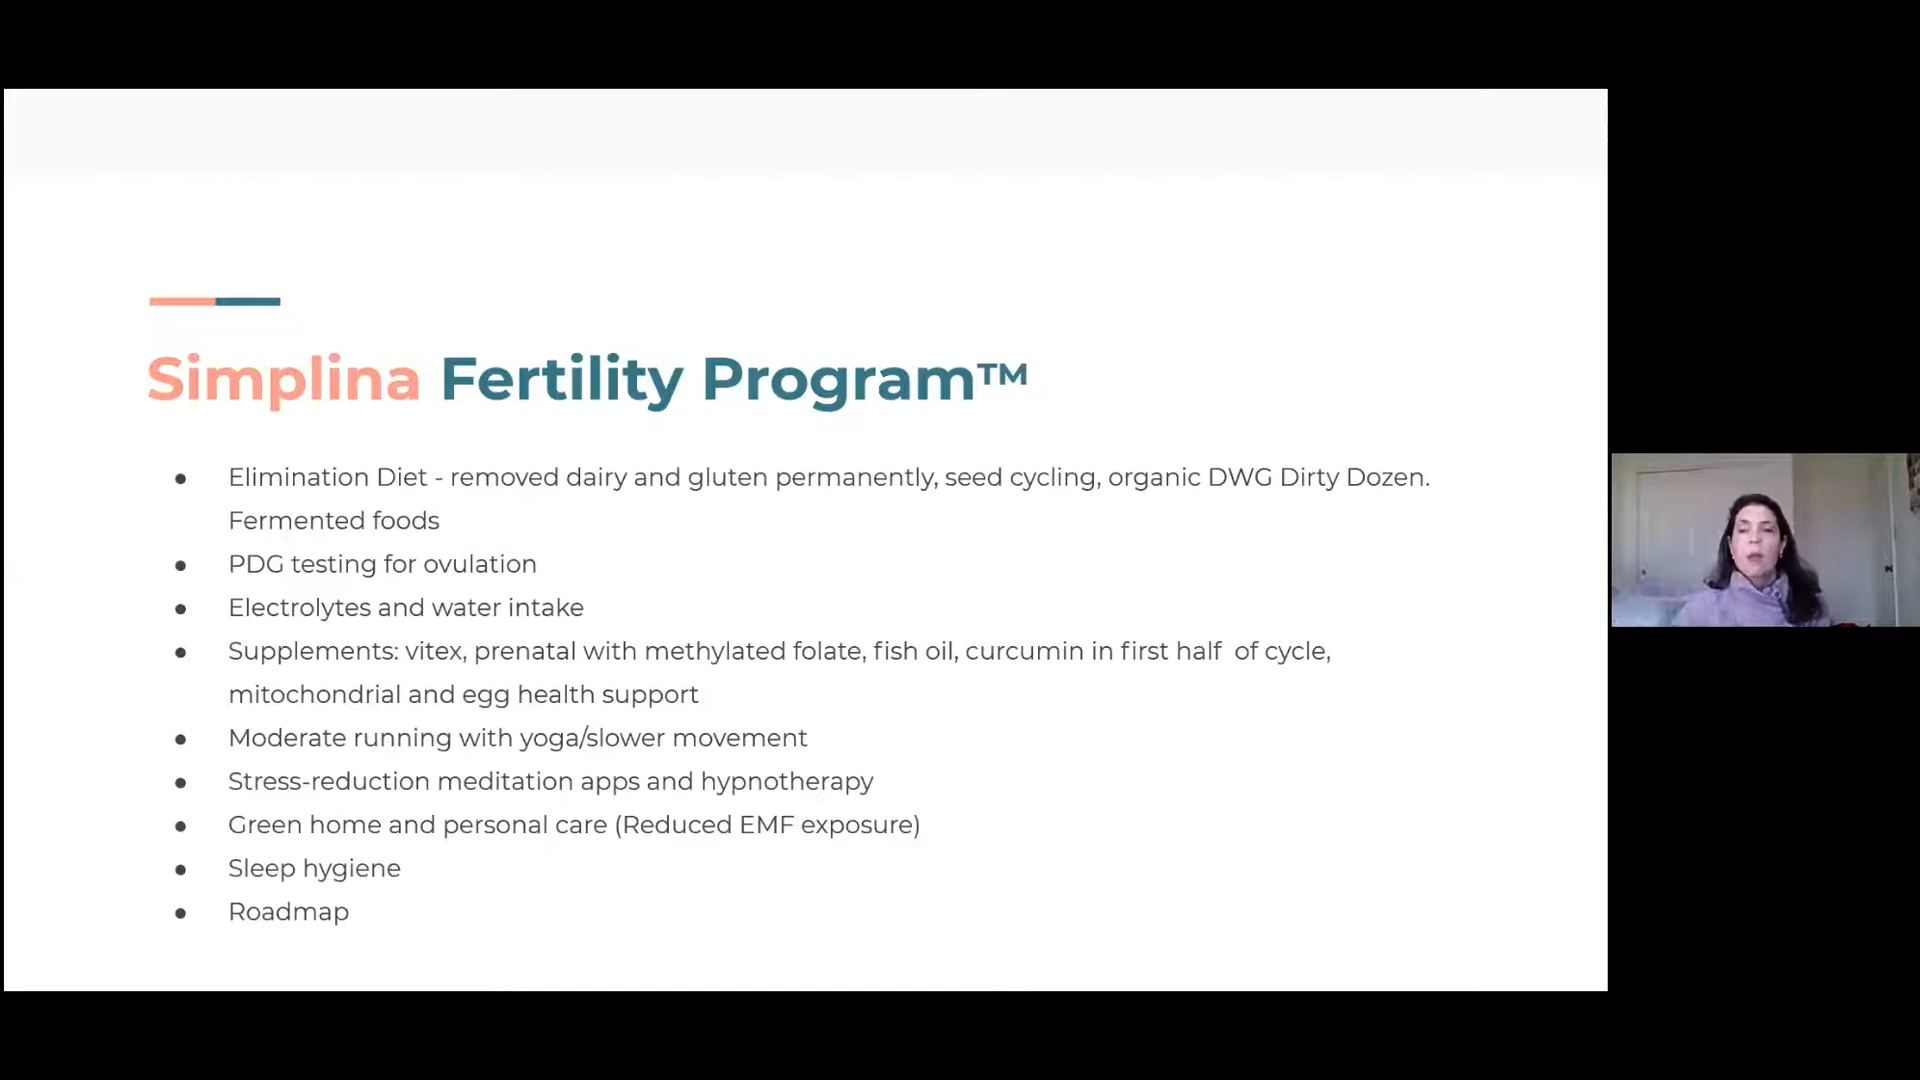 Simplina Fertility Program™
● Elimination Diet - removed dairy and gluten permanently, seed cycling, organic DWG Dirty Dozen.
Fermented foods
● PDG testing for ovulation
● Electrolytes and water intake
● Supplements: vitex, prenatal with methylated folate, fish oil, curcumin in first half of cycle,
mitochondrial and egg health support
● Moderate running with yoga/slower movement
● Stress-reduction meditation apps and hypnotherapy
● Green home and personal care (Reduced EMF exposure)
● Sleep hygiene
● Roadmap